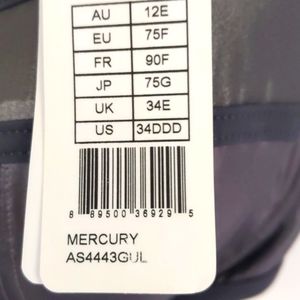 AU 12E
EU 75F
FR 90F
JP 75G
UK 34E
US 34DDD
8 89500 36929 5
MERCURY
AS4443GUL